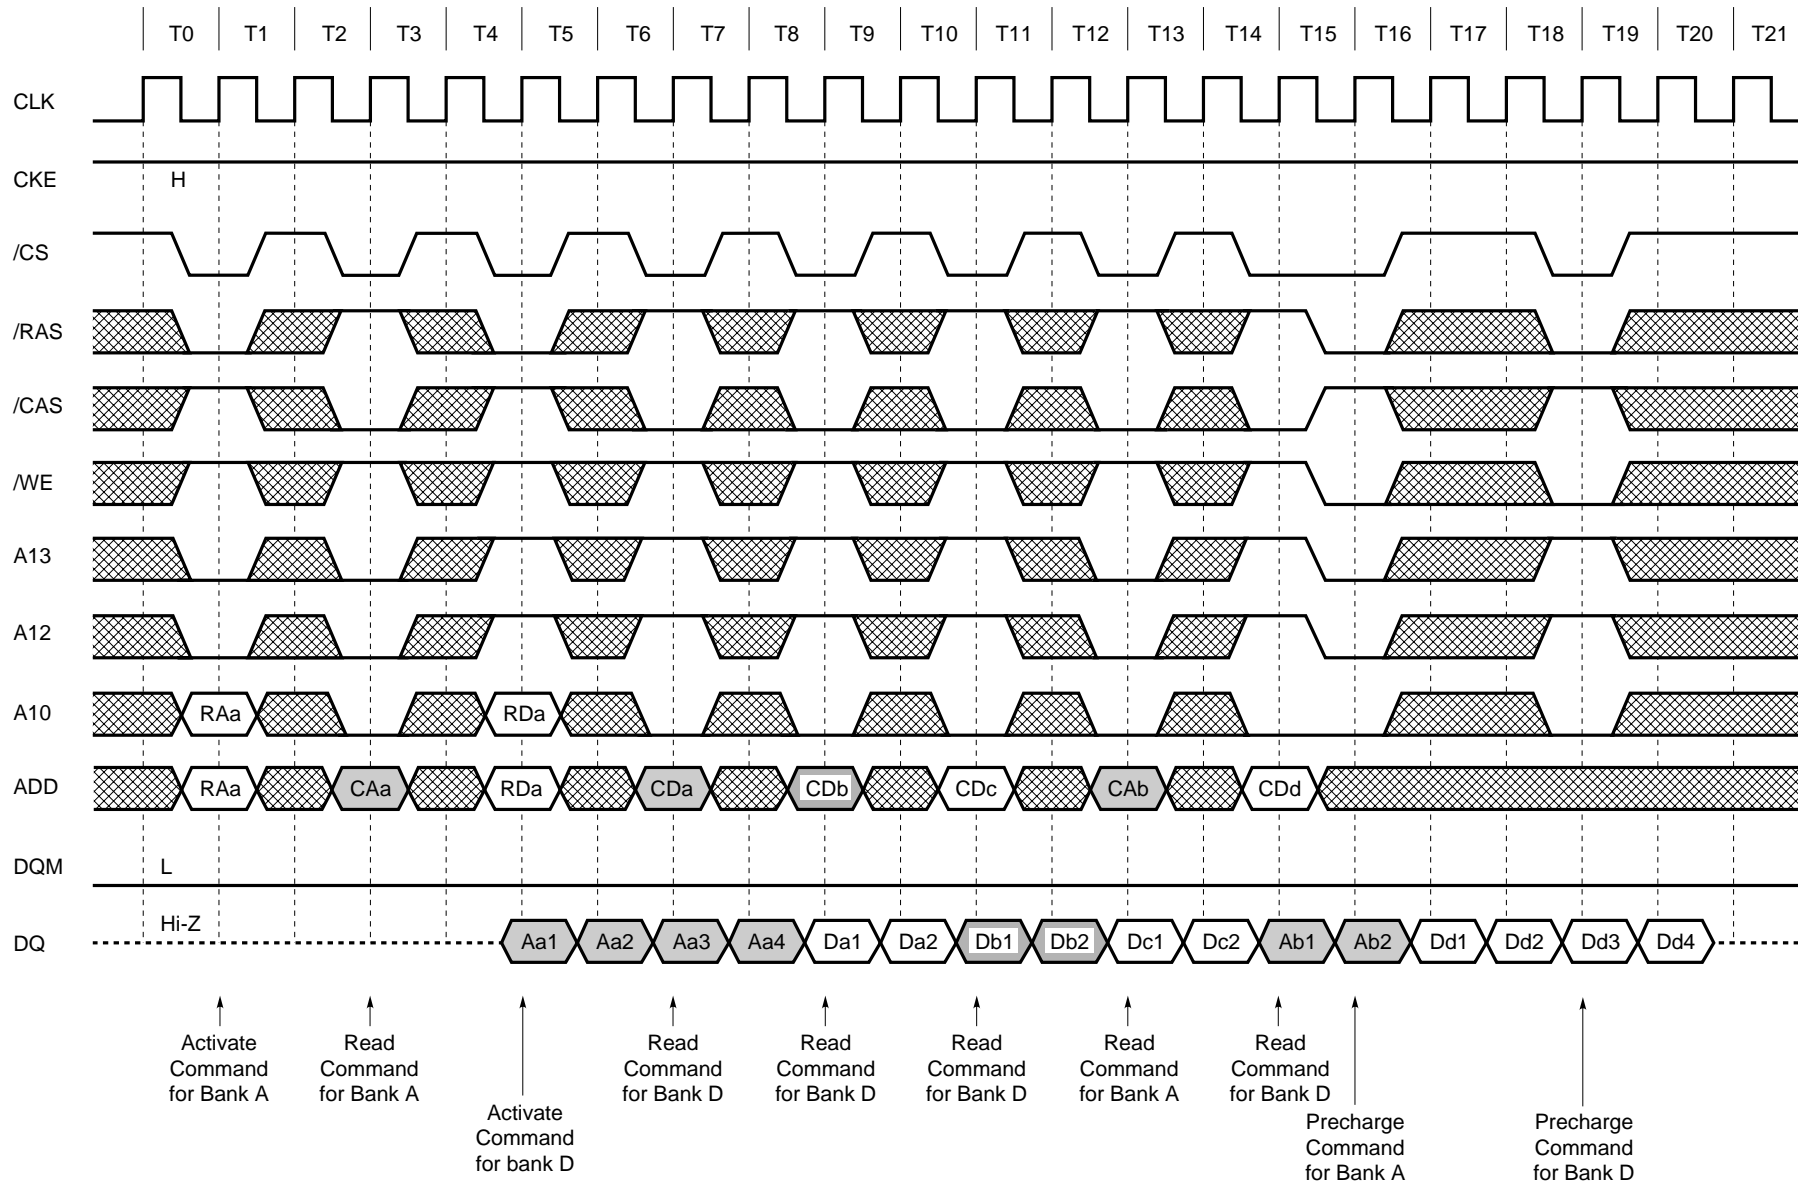 T0 T1 T2 T3 T4 T5 T6 T7 T8 T9 T10 T11 T12 T13 T14 T15 T16 T17 T18 T19 T20 T21
CLK
CKE H
/CS
/RAS
/CAS
/WE
A13
A12
A10 RAa RDa
ADD RAa CAa RDa CDa CDb CDc CAb CDd
DQM L
Hi-Z
DQ Aa1 Aa2 Aa3 Aa4 Da1 Da2 Db1 Db2 Dc1 Dc2 Ab1 Ab2 Dd1 Dd2 Dd3 Dd4
Activate
Command
for Bank A
Read
Command
for Bank A
Activate
Command
for bank D
Read
Command
for Bank D
Read
Command
for Bank D
Read
Command
for Bank D
Read
Command
for Bank A
Read
Command
for Bank D
Precharge
Command
for Bank A
Precharge
Command
for Bank D